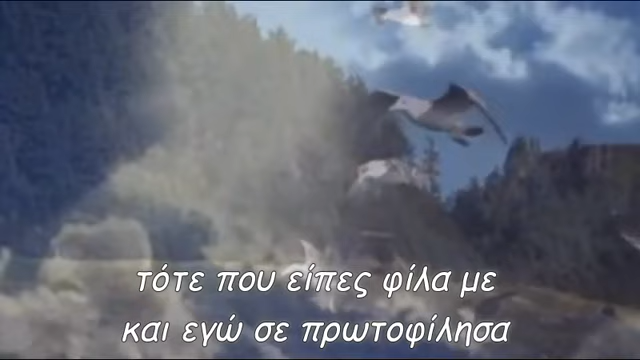 τότε που είπες φίλα με
και εγώ σε πρωτοφίλησα